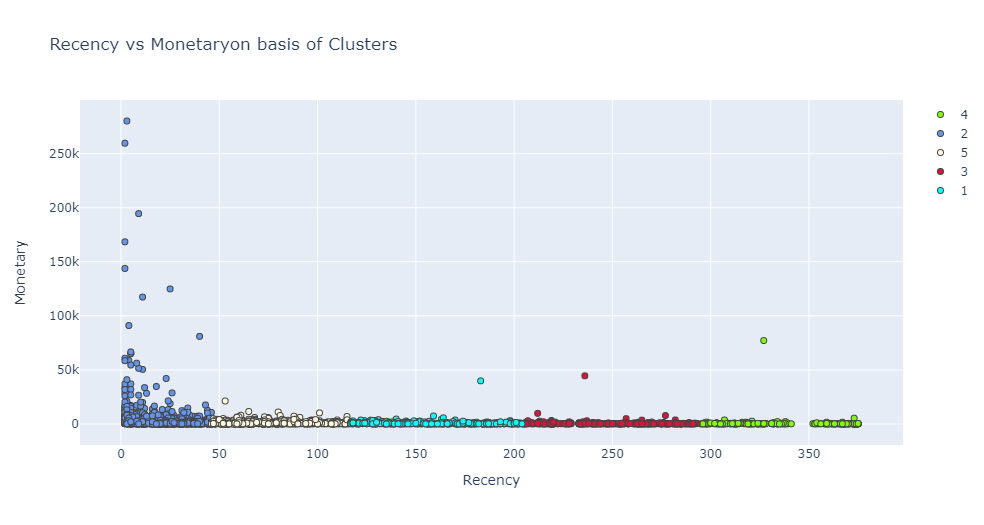 Recency vs Monetaryon basis of Clusters
4
2
5
3
1
250k
200k
150k
100k
50k
0
Monetary
0 50 100 150 200 250 300 350
Recency